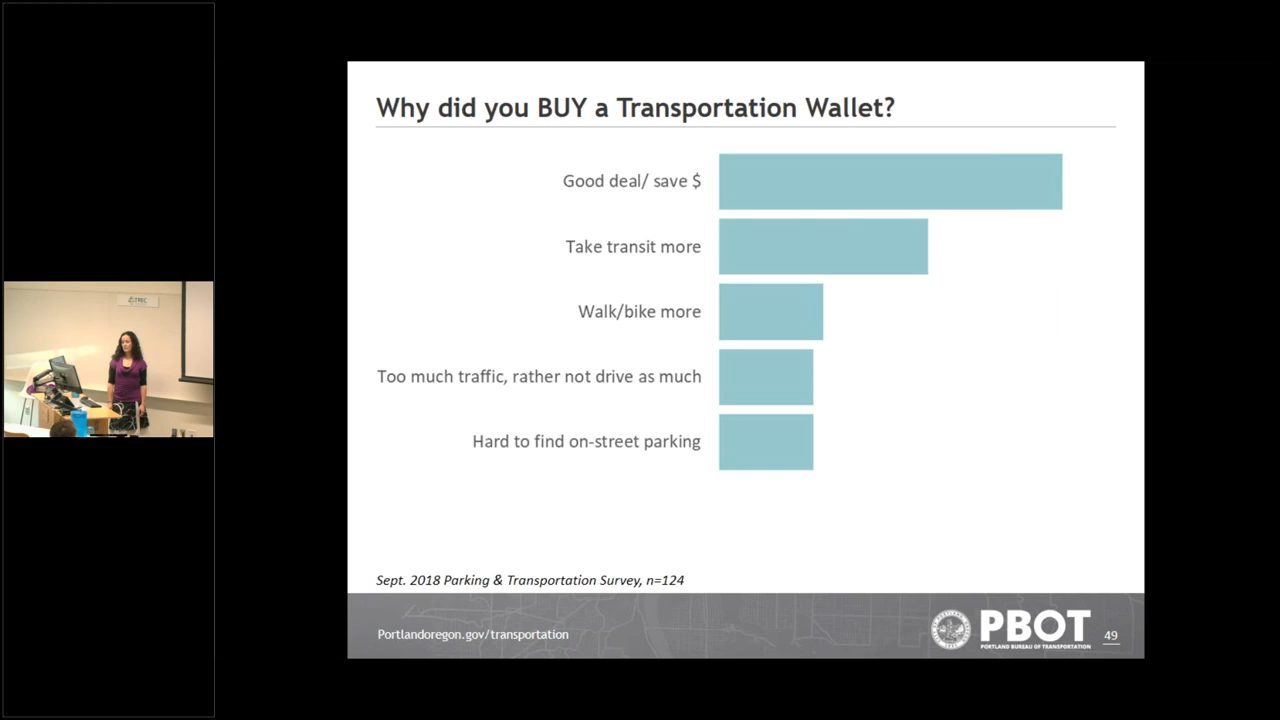 Why did you BUY a Transportation Wallet?
Good deal/ save $
Take transit more
Walk/bike more
Too much traffic, rather not drive as much
Hard to find on-street parking
Sept. 2018 Parking & Transportation Survey, n=124
Portlandoregon.gov/transportation
PBOT
PORTLAND BUREAU OF TRANSPORTATION
49
TREC